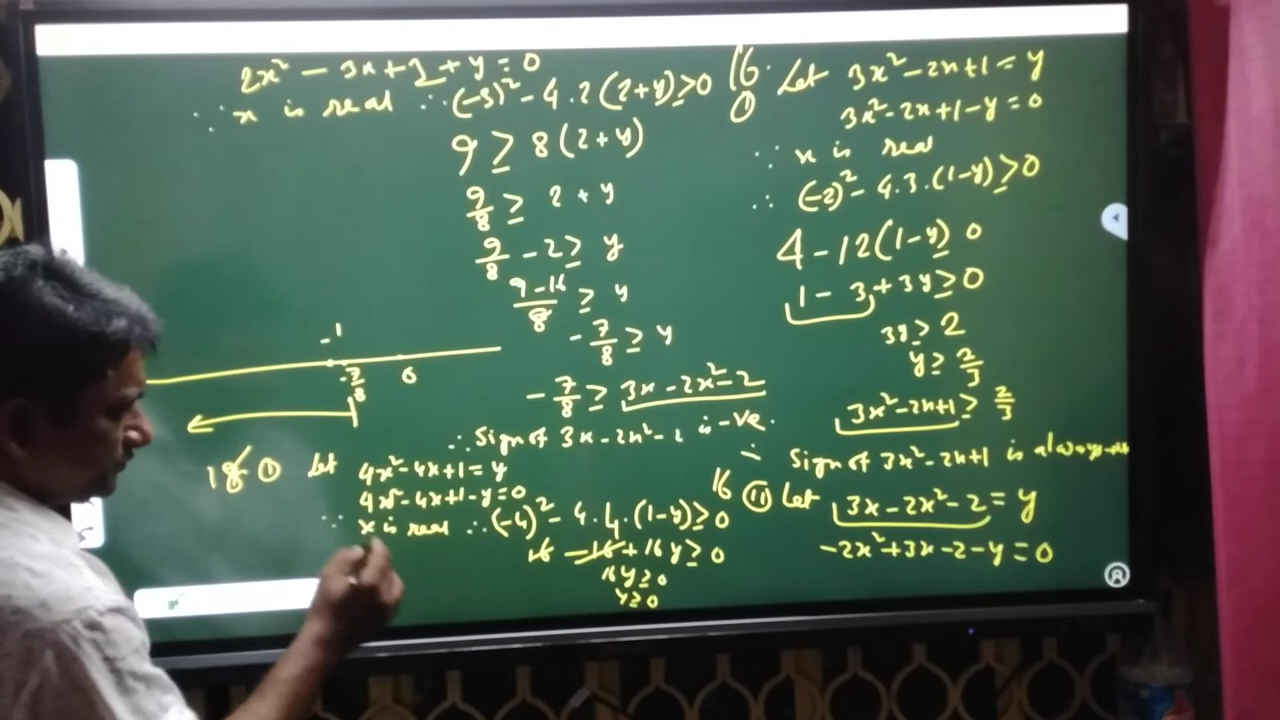 16. Let 3x² - 2x + 1 = y
3x² - 2x + 1 - y = 0
∵ x is real
∴ (-2)² - 4.3.(1-y) ≥ 0
4 - 12(1-y) ≥ 0
1 - 3 + 3y ≥ 0
3y ≥ 2
y ≥ 2/3
3x² - 2x + 1 ≥ 2/3
∴ Sign of 3x² - 2x + 1 is always
16 (ii) Let 3x - 2x² - 2 = y
-2x² + 3x - 2 - y = 0
2x² - 3x + 2 + y = 0
∵ x is real ∴ (-3)² - 4.2(2+y) ≥ 0
9 ≥ 8(2+y)
9/8 ≥ 2 + y
9/8 - 2 ≥ y
(9-16)/8 ≥ y
-7/8 ≥ y
-7/8 ≥ 3x - 2x² - 2
∴ Sign of 3x - 2x² - 2 is -ve.
-1
-7/8 0
18 (i) Let 4x² - 4x + 1 = y
4x² - 4x + 1 - y = 0
∵ x is real ∴ (-4)² - 4.4.(1-y) ≥ 0
16 - 16 + 16y ≥ 0
16y ≥ 0
y ≥ 0